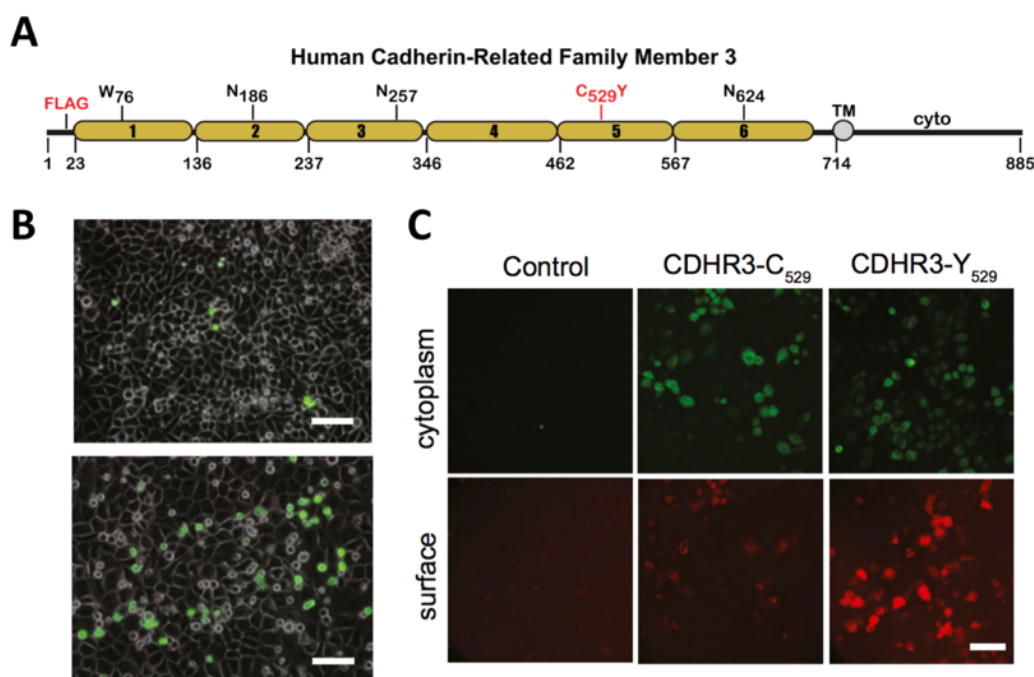 A
Human Cadherin-Related Family Member 3
FLAG W76 N186 N257 C529Y N624 TM cyto
1 2 3 4 5 6
1 23 136 237 346 462 567 714 885
B
C
Control CDHR3-C529 CDHR3-Y529
cytoplasm
surface